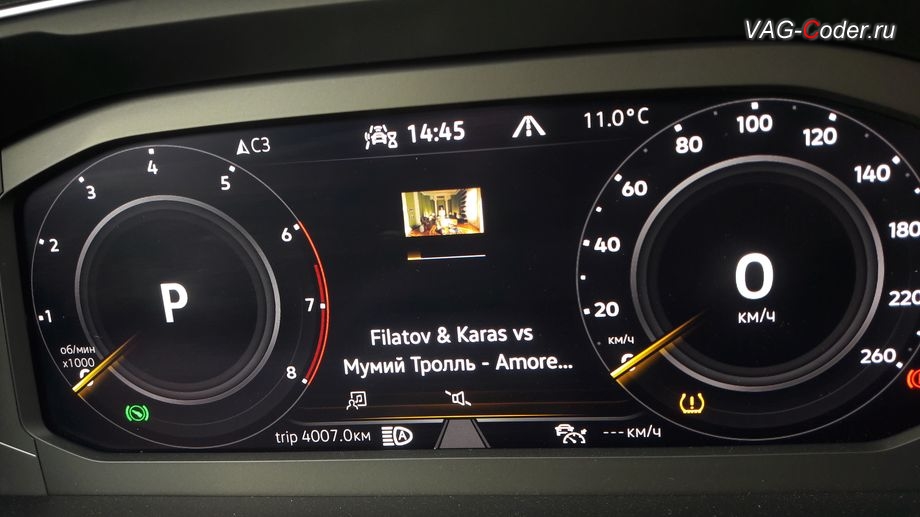 VAG-Coder.ru
C3
14:45
11.0°C
1
2
3
4
5
6
7
8
об/мин
x1000
P
Filatov & Karas vs
Мумий Тролль - Amore...
20
40
60
80
100
120
140
180
220
260
км/ч
0
км/ч
trip 4007.0км
A
--- км/ч